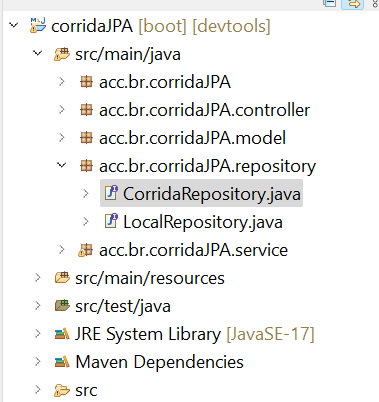 corridaJPA [boot] [devtools]
src/main/java
acc.br.corridaJPA
acc.br.corridaJPA.controller
acc.br.corridaJPA.model
acc.br.corridaJPA.repository
CorridaRepository.java
LocalRepository.java
acc.br.corridaJPA.service
src/main/resources
src/test/java
JRE System Library [JavaSE-17]
Maven Dependencies
src